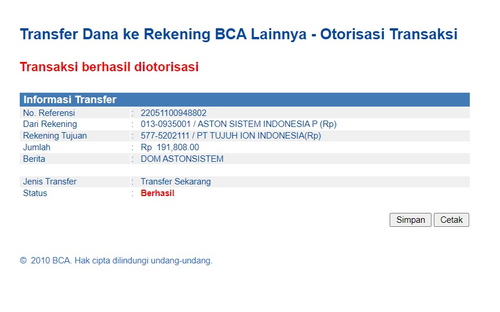 Transfer Dana ke Rekening BCA Lainnya - Otorisasi Transaksi
Transaksi berhasil diotorisasi
Informasi Transfer
No. Referensi : 22051100948802
Dari Rekening : 013-0935001 / ASTON SISTEM INDONESIA P (Rp)
Rekening Tujuan : 577-5202111 / PT TUJUH ION INDONESIA(Rp)
Jumlah : Rp 191,808.00
Berita : DOM ASTONSISTEM
Jenis Transfer : Transfer Sekarang
Status : Berhasil
Simpan Cetak
© 2010 BCA. Hak cipta dilindungi undang-undang.